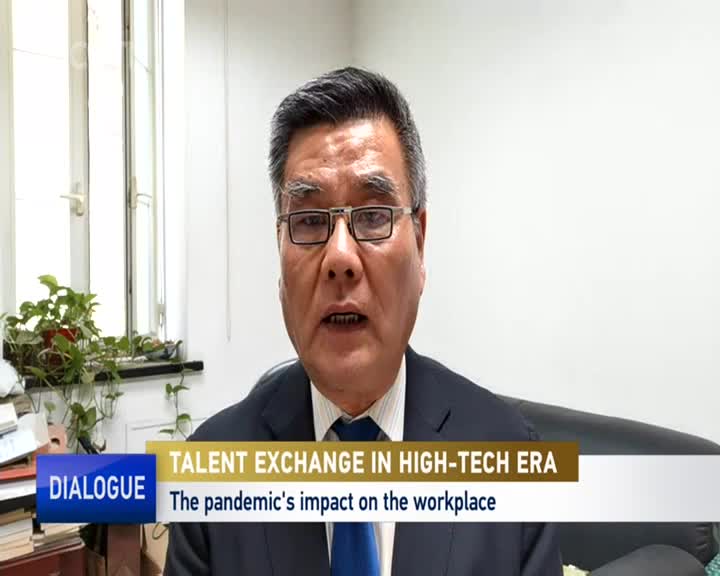 TALENT EXCHANGE IN HIGH-TECH ERA
DIALOGUE
The pandemic's impact on the workplace